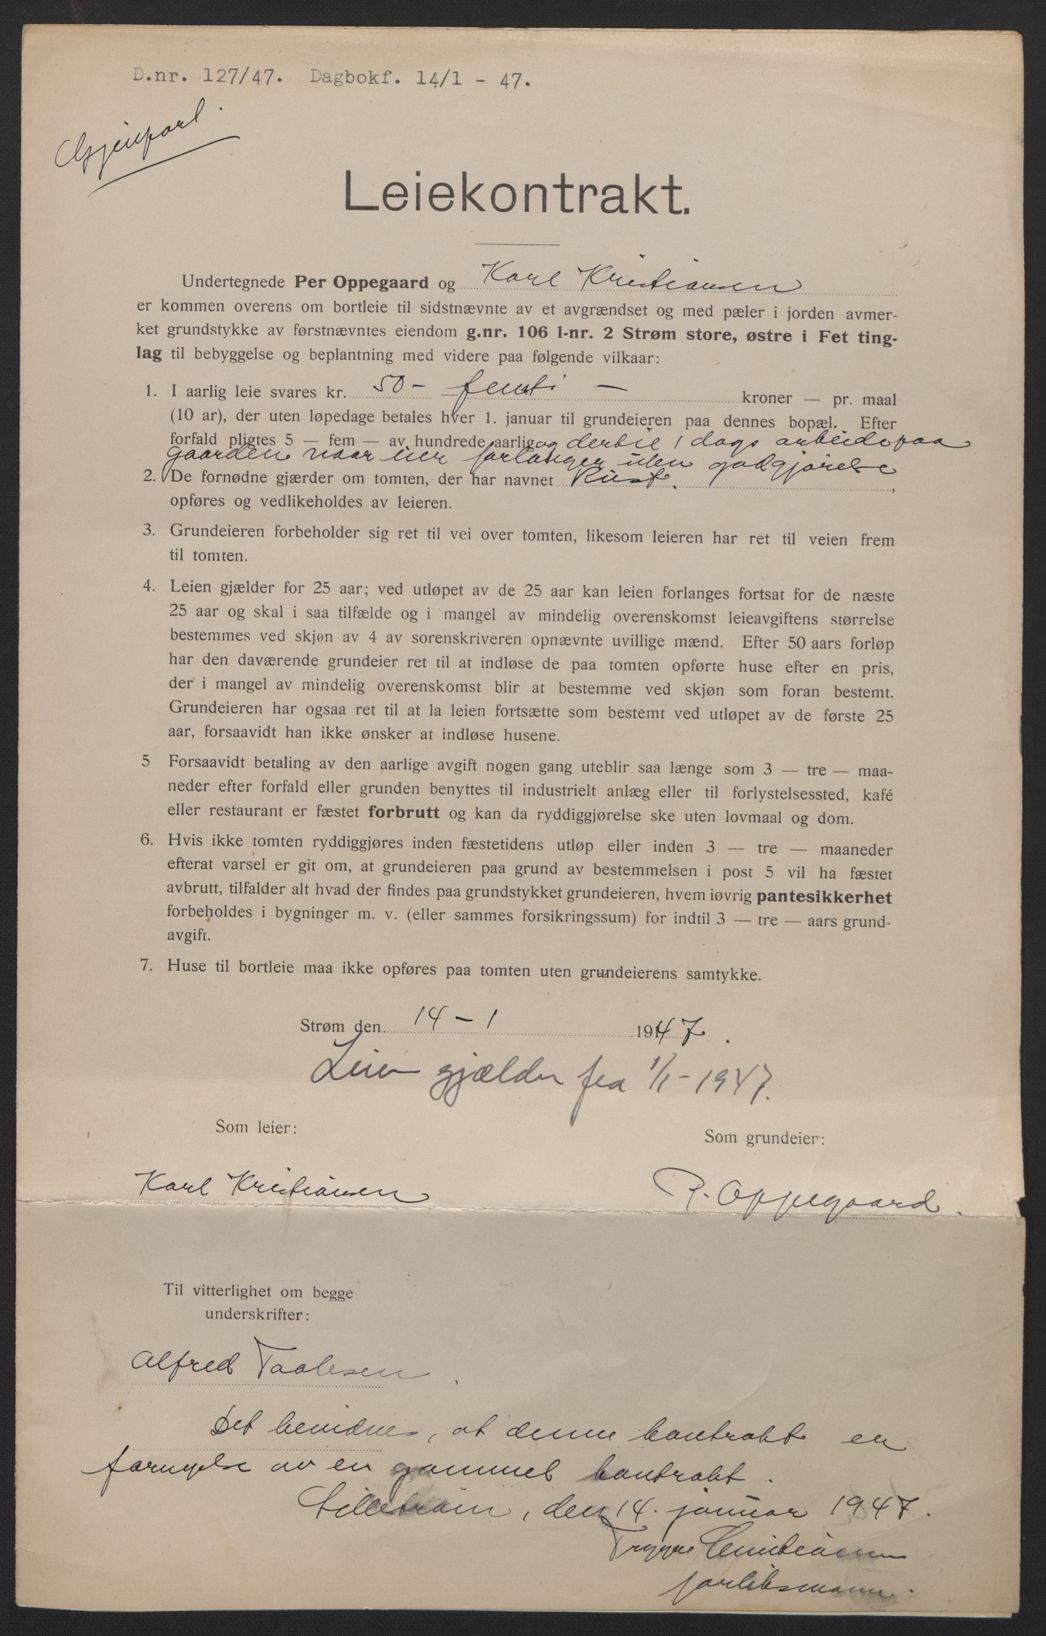 D.nr. 127/47. Dagbokf. 14/1 - 47.
Gjenpart.
Leiekontrakt.
Undertegnede Per Oppegaard og Karl Kristiansen
er kommen overens om bortleie til sidstnævnte av et avgrændset og med pæler i jorden avmer-
ket grundstykke av førstnævntes eiendom g.nr. 106 l-nr. 2 Strøm store, østre i Fet ting-
lag til bebyggelse og beplantning med videre paa følgende vilkaar:
1. I aarlig leie svares kr. 50 - femti - kroner — pr. maal
(10 ar), der uten løpedage betales hver 1. januar til grundeieren paa dennes bopæl. Efter
forfald pligtes 5 — fem — av hundrede aarlig og dertil 1 dags arbeide paa
gaarden naar eier forlanger uten godtgjørelse
2. De fornødne gjærder om tomten, der har navnet
opføres og vedlikeholdes av leieren.
3. Grundeieren forbeholder sig ret til vei over tomten, likesom leieren har ret til veien frem
til tomten.
4. Leien gjælder for 25 aar; ved utløpet av de 25 aar kan leien forlanges fortsat for de næste
25 aar og skal i saa tilfælde og i mangel av mindelig overenskomst leieavgiftens størrelse
bestemmes ved skjøn av 4 av sorenskriveren opnævnte uvillige mænd. Efter 50 aars forløp
har den daværende grundeier ret til at indløse de paa tomten opførte huse efter en pris,
der i mangel av mindelig overenskomst blir at bestemme ved skjøn som foran bestemt.
Grundeieren har ogsaa ret til at la leien fortsætte som bestemt ved utløpet av de første 25
aar, forsaavidt han ikke ønsker at indløse husene.
5 Forsaavidt betaling av den aarlige avgift nogen gang uteblir saa længe som 3 — tre — maa-
neder efter forfald eller grunden benyttes til industrielt anlæg eller til forlystelsessted, kafé
eller restaurant er fæstet forbrutt og kan da ryddiggjørelse ske uten lovmaal og dom.
6. Hvis ikke tomten ryddiggjøres inden fæstetidens utløp eller inden 3 — tre — maaneder
efterat varsel er git om, at grundeieren paa grund av bestemmelsen i post 5 vil ha fæstet
avbrutt, tilfalder alt hvad der findes paa grundstykket grundeieren, hvem iøvrig pantesikkerhet
forbeholdes i bygninger m. v. (eller sammes forsikringssum) for indtil 3 — tre — aars grund-
avgift.
7. Huse til bortleie maa ikke opføres paa tomten uten grundeierens samtykke.
Strøm den 14 - 1 1947.
Leien gjælder fra 1/1 - 1947.
Som leier:
Som grundeier:
Karl Kristiansen
P. Oppegaard.
Til vitterlighet om begge
underskrifter:
Alfred Paalesen.
Det bevidnes, at denne kontrakt er
fornyelse av en gammel kontrakt.
Lillestrøm, den 14. januar 1947.
Trygve Christiansen